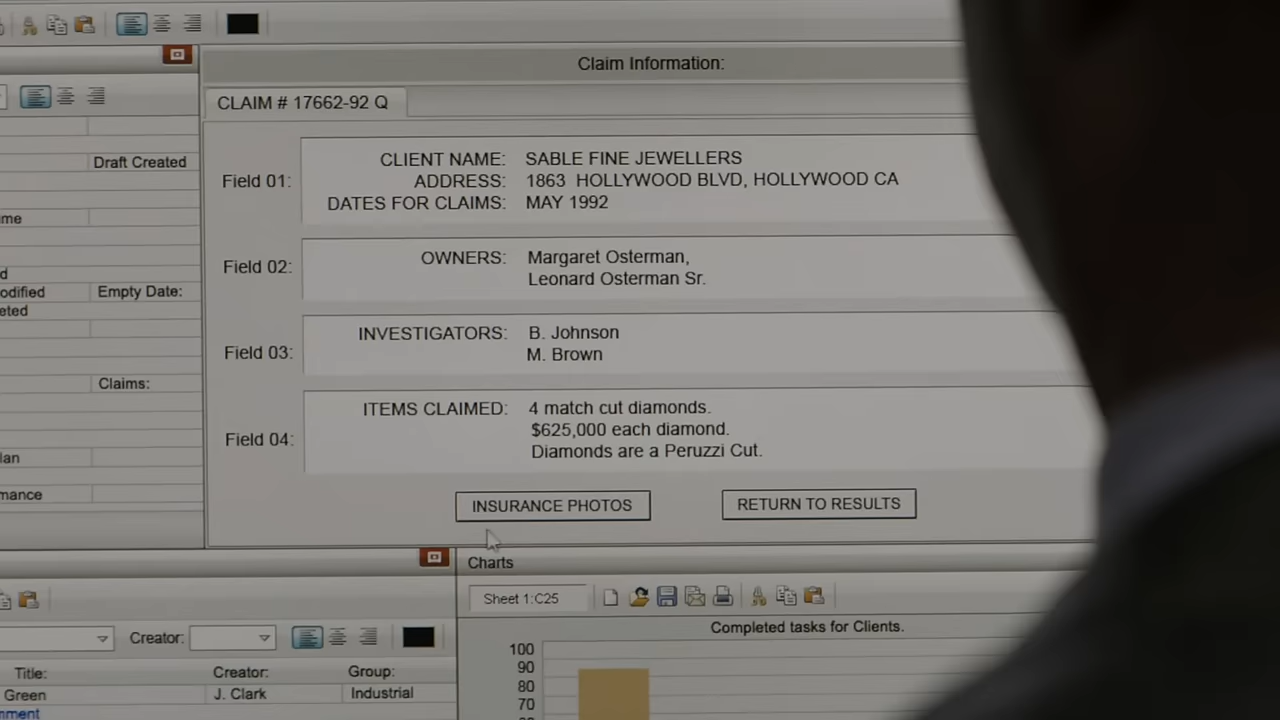 Claim Information:
CLAIM # 17662-92 Q
Draft Created
Field 01:
CLIENT NAME: SABLE FINE JEWELLERS
ADDRESS: 1863 HOLLYWOOD BLVD, HOLLYWOOD CA
DATES FOR CLAIMS: MAY 1992
Field 02:
OWNERS: Margaret Osterman,
Leonard Osterman Sr.
Empty Date:
Field 03:
INVESTIGATORS: B. Johnson
M. Brown
Claims:
Field 04:
ITEMS CLAIMED: 4 match cut diamonds.
$625,000 each diamond.
Diamonds are a Peruzzi Cut.
INSURANCE PHOTOS
RETURN TO RESULTS
Charts
Sheet 1:C25
Completed tasks for Clients.
100
90
80
70
Creator:
Title: Creator: Group:
Green J. Clark Industrial